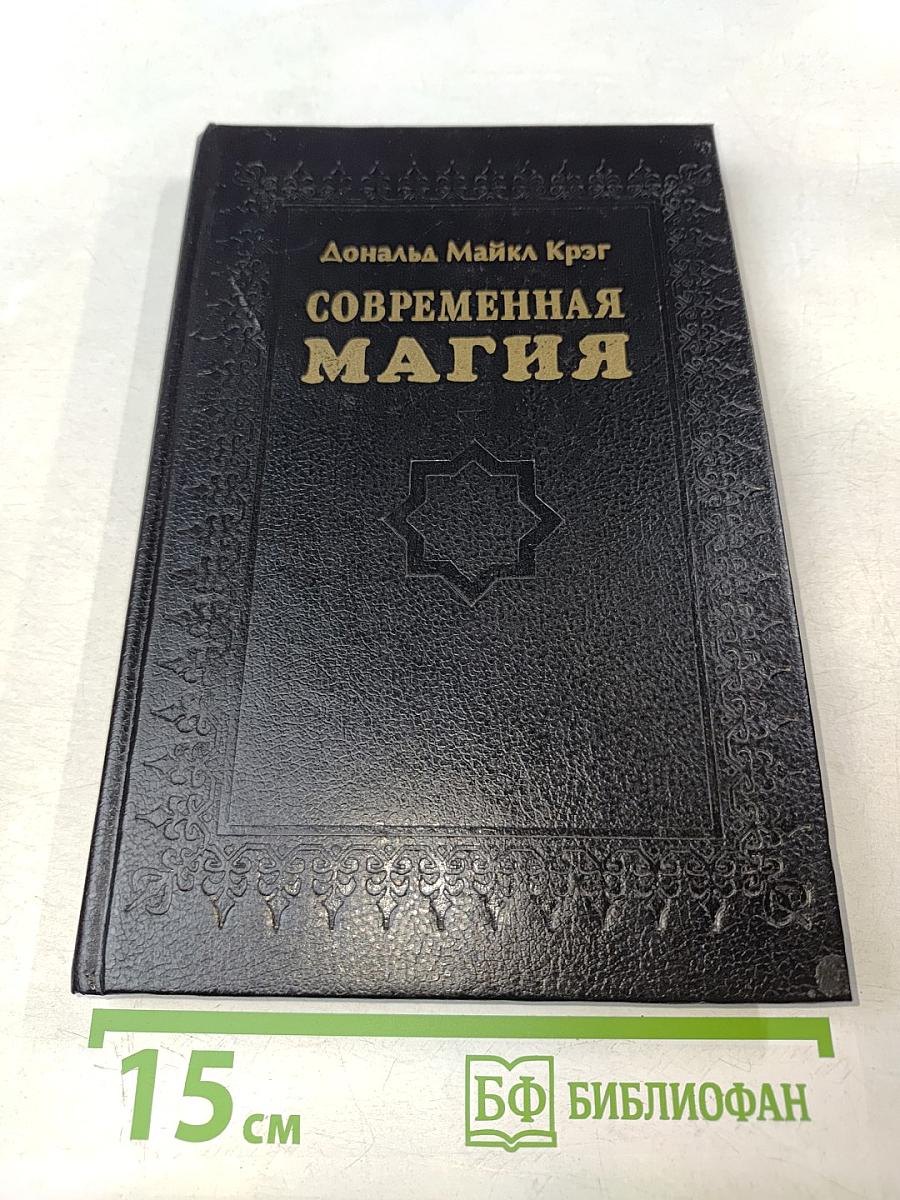 Дональд Майкл Крэг
СОВРЕМЕННАЯ
МАГИЯ
15 см
БФ БИБЛИОФАН